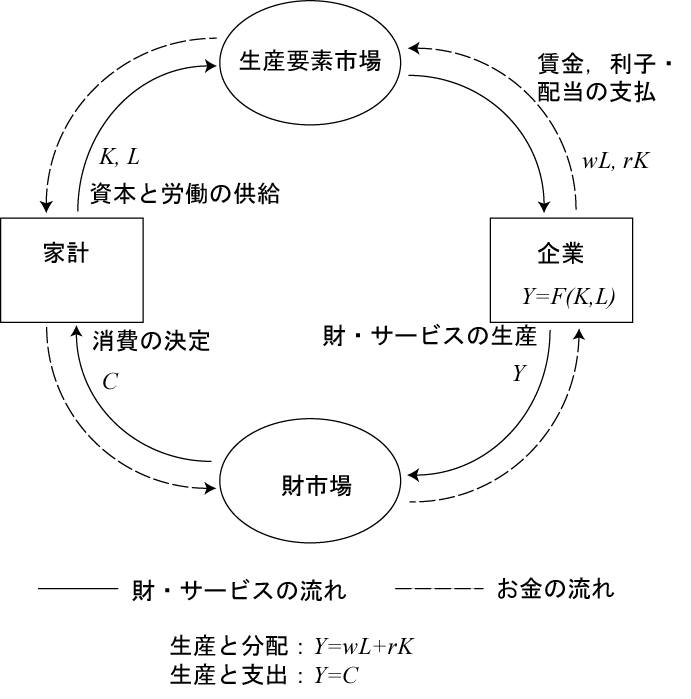 生産要素市場
賃金，利子・
配当の支払
K, L
wL, rK
資本と労働の供給
家計
企業
Y=F(K,L)
消費の決定
財・サービスの生産
C
Y
財市場
財・サービスの流れ
お金の流れ
生産と分配：Y=wL+rK
生産と支出：Y=C